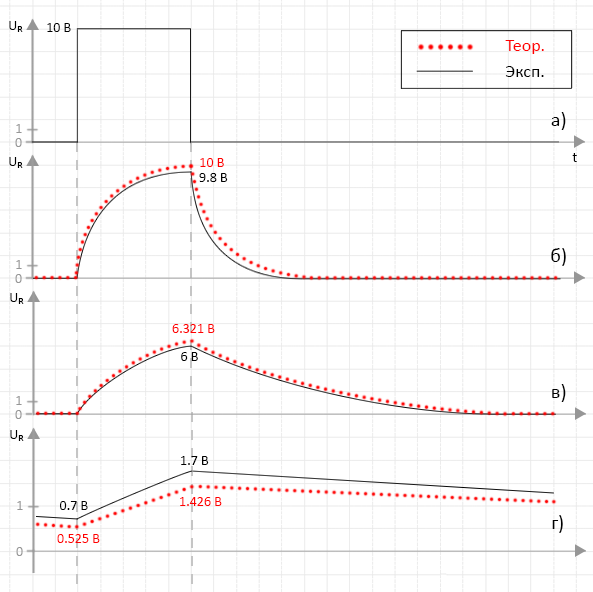 U_R
10 В
Теор.
Эксп.
1
0
а)
t
U_R
10 В
9.8 В
1
0
б)
U_R
6.321 В
6 В
1
0
в)
U_R
1.7 В
0.7 В
1
1.426 В
0.525 В
г)
0